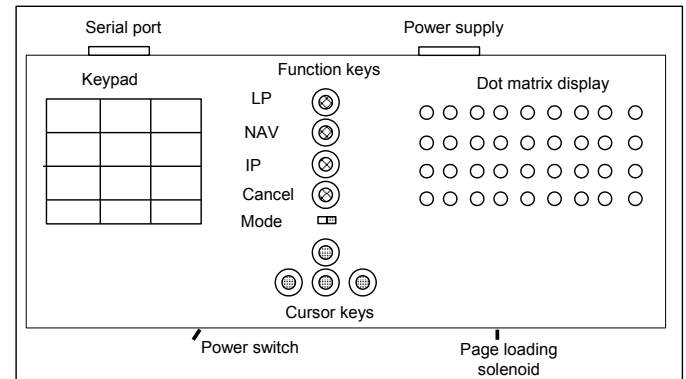 Serial port
Power supply
Keypad
Function keys
Dot matrix display
LP
NAV
IP
Cancel
Mode
Cursor keys
Power switch
Page loading
solenoid